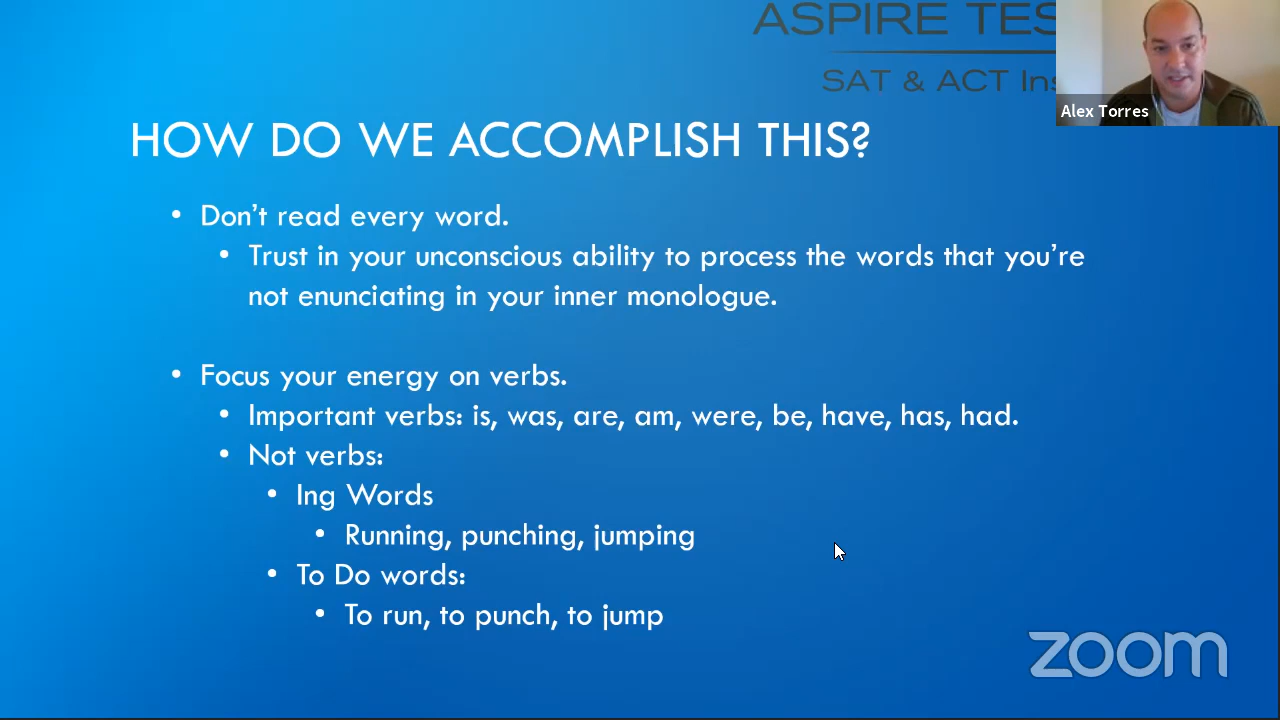 ASPIRE TES
SAT & ACT Ins
Alex Torres
HOW DO WE ACCOMPLISH THIS?
• Don't read every word.
• Trust in your unconscious ability to process the words that you're
not enunciating in your inner monologue.
• Focus your energy on verbs.
• Important verbs: is, was, are, am, were, be, have, has, had.
• Not verbs:
• Ing Words
• Running, punching, jumping
• To Do words:
• To run, to punch, to jump
zoom